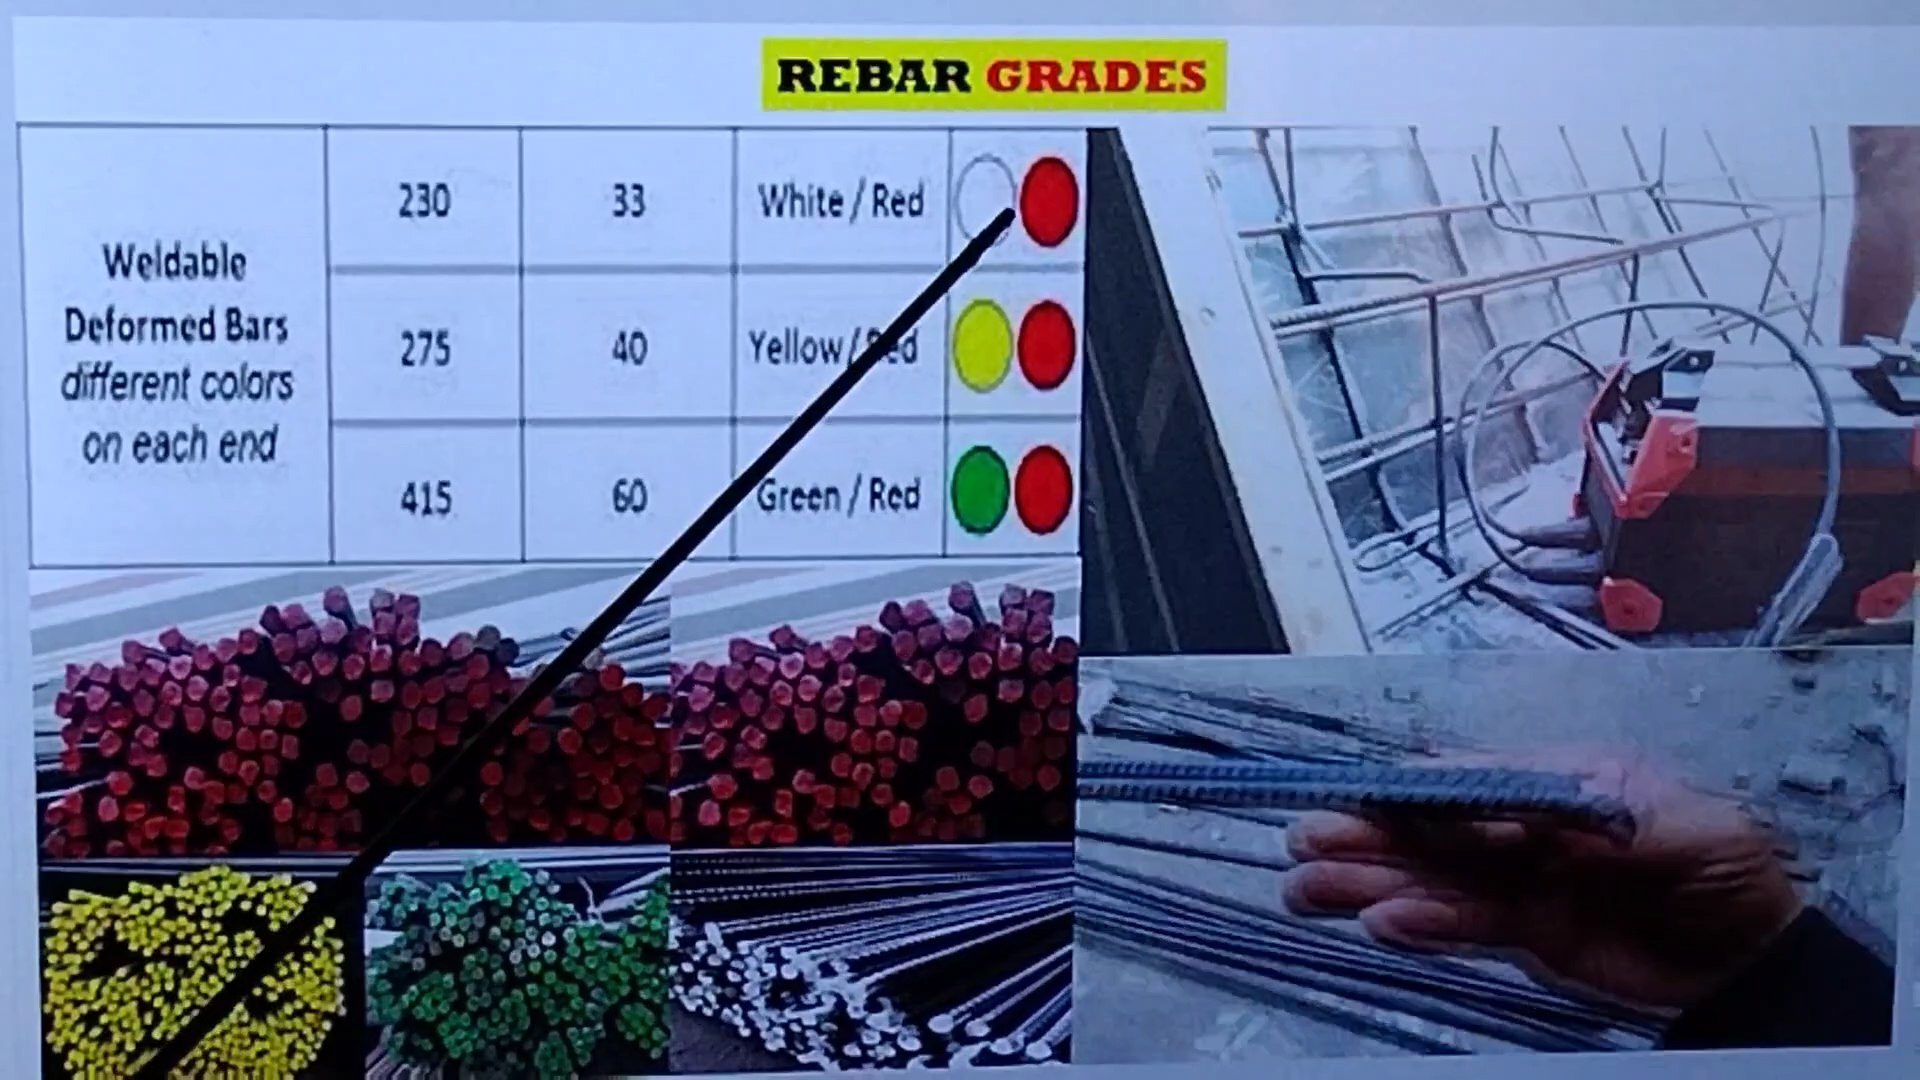 REBAR GRADES
Weldable
Deformed Bars
different colors
on each end
230
33
White / Red
275
40
Yellow / Red
415
60
Green / Red